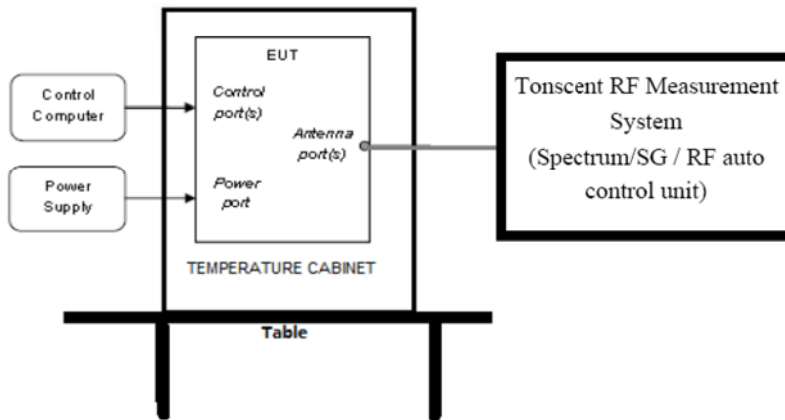 Control
Computer
Power
Supply
EUT
Control
port(s)
Antenna
port(s)
Power
port
TEMPERATURE CABINET
Table
Tonscent RF Measurement
System
(Spectrum/SG / RF auto
control unit)